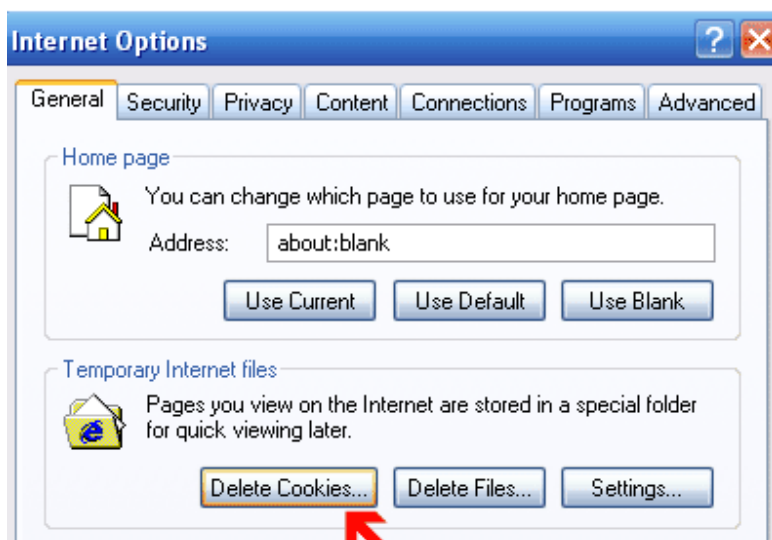 Internet Options
General Security Privacy Content Connections Programs Advanced
Home page
You can change which page to use for your home page.
Address: about:blank
Use Current Use Default Use Blank
Temporary Internet files
Pages you view on the Internet are stored in a special folder
for quick viewing later.
Delete Cookies... Delete Files... Settings...